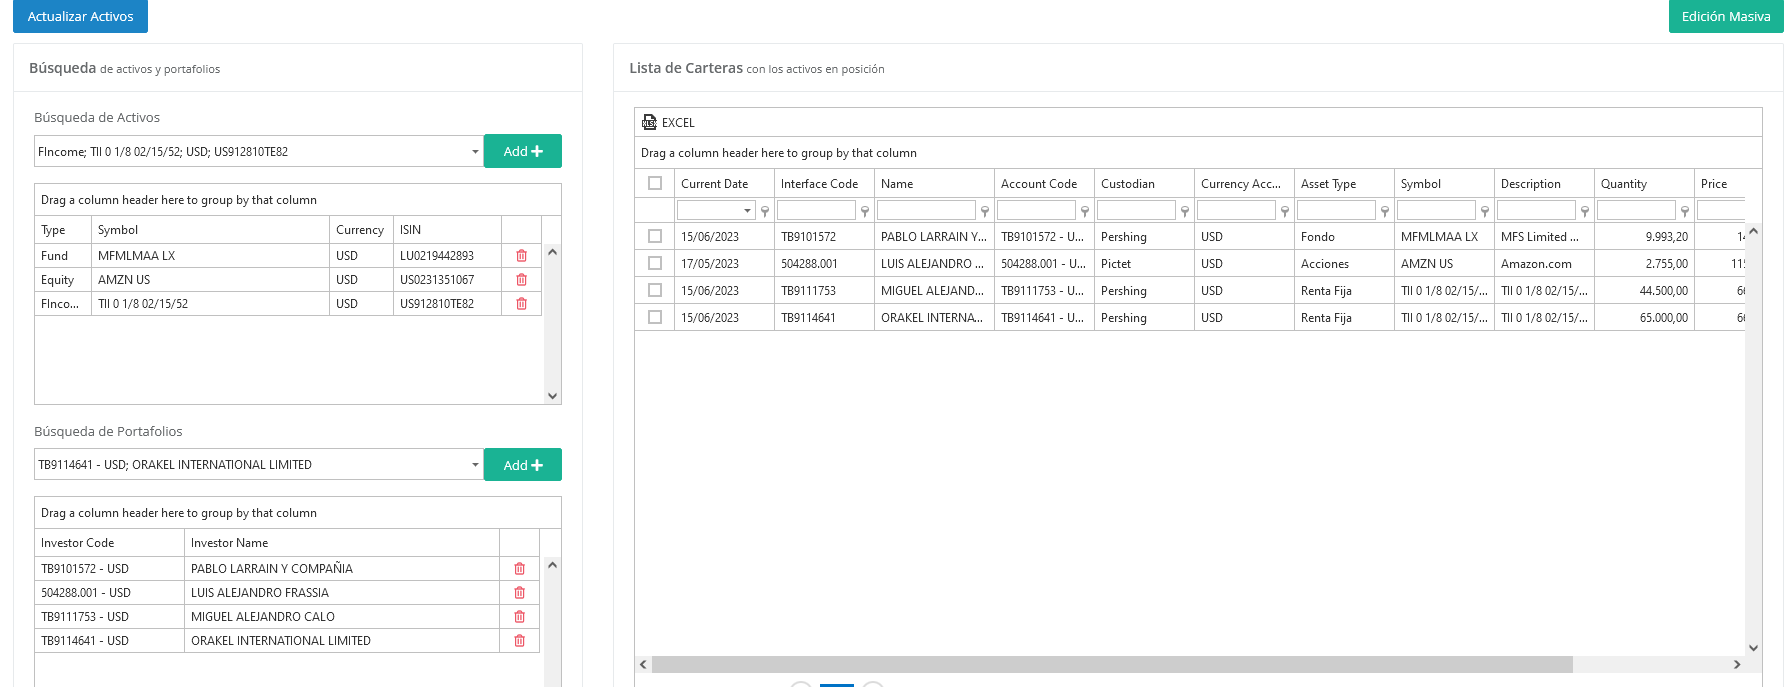 Actualizar Activos
Edición Masiva
Búsqueda de activos y portafolios
Búsqueda de Activos
FIncome; TII 0 1/8 02/15/52; USD; US912810TE82
Add
Drag a column header here to group by that column
Type Symbol Currency ISIN
Fund MFMLMAA LX USD LU0219442893
Equity AMZN US USD US0231351067
FInco... TII 0 1/8 02/15/52 USD US912810TE82
Búsqueda de Portafolios
TB9114641 - USD; ORAKEL INTERNATIONAL LIMITED
Add
Drag a column header here to group by that column
Investor Code Investor Name
TB9101572 - USD PABLO LARRAIN Y COMPAÑIA
504288.001 - USD LUIS ALEJANDRO FRASSIA
TB9111753 - USD MIGUEL ALEJANDRO CALO
TB9114641 - USD ORAKEL INTERNATIONAL LIMITED
Lista de Carteras con los activos en posición
EXCEL
Drag a column header here to group by that column
Current Date Interface Code Name Account Code Custodian Currency Acc... Asset Type Symbol Description Quantity Price
15/06/2023 TB9101572 PABLO LARRAIN Y... TB9101572 - U... Pershing USD Fondo MFMLMAA LX MFS Limited ... 9.993,20
17/05/2023 504288.001 LUIS ALEJANDRO ... 504288.001 - U... Pictet USD Acciones AMZN US Amazon.com 2.755,00
15/06/2023 TB9111753 MIGUEL ALEJAND... TB9111753 - U... Pershing USD Renta Fija TII 0 1/8 02/15/... TII 0 1/8 02/15/... 44.500,00
15/06/2023 TB9114641 ORAKEL INTERNA... TB9114641 - U... Pershing USD Renta Fija TII 0 1/8 02/15/... TII 0 1/8 02/15/... 65.000,00